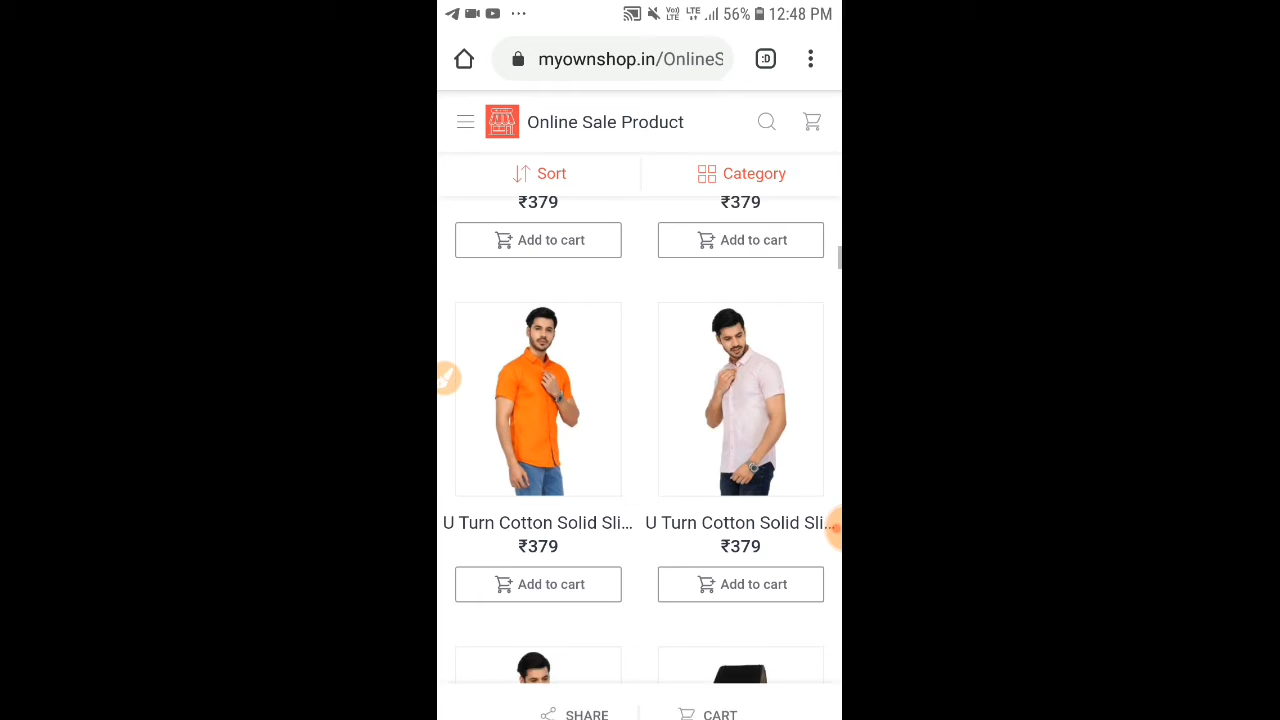 56% 12:48 PM
myownshop.in/OnlineS
Online Sale Product
Sort Category
₹379 ₹379
Add to cart Add to cart
U Turn Cotton Solid Sli... U Turn Cotton Solid Sli...
₹379 ₹379
Add to cart Add to cart
SHARE CART